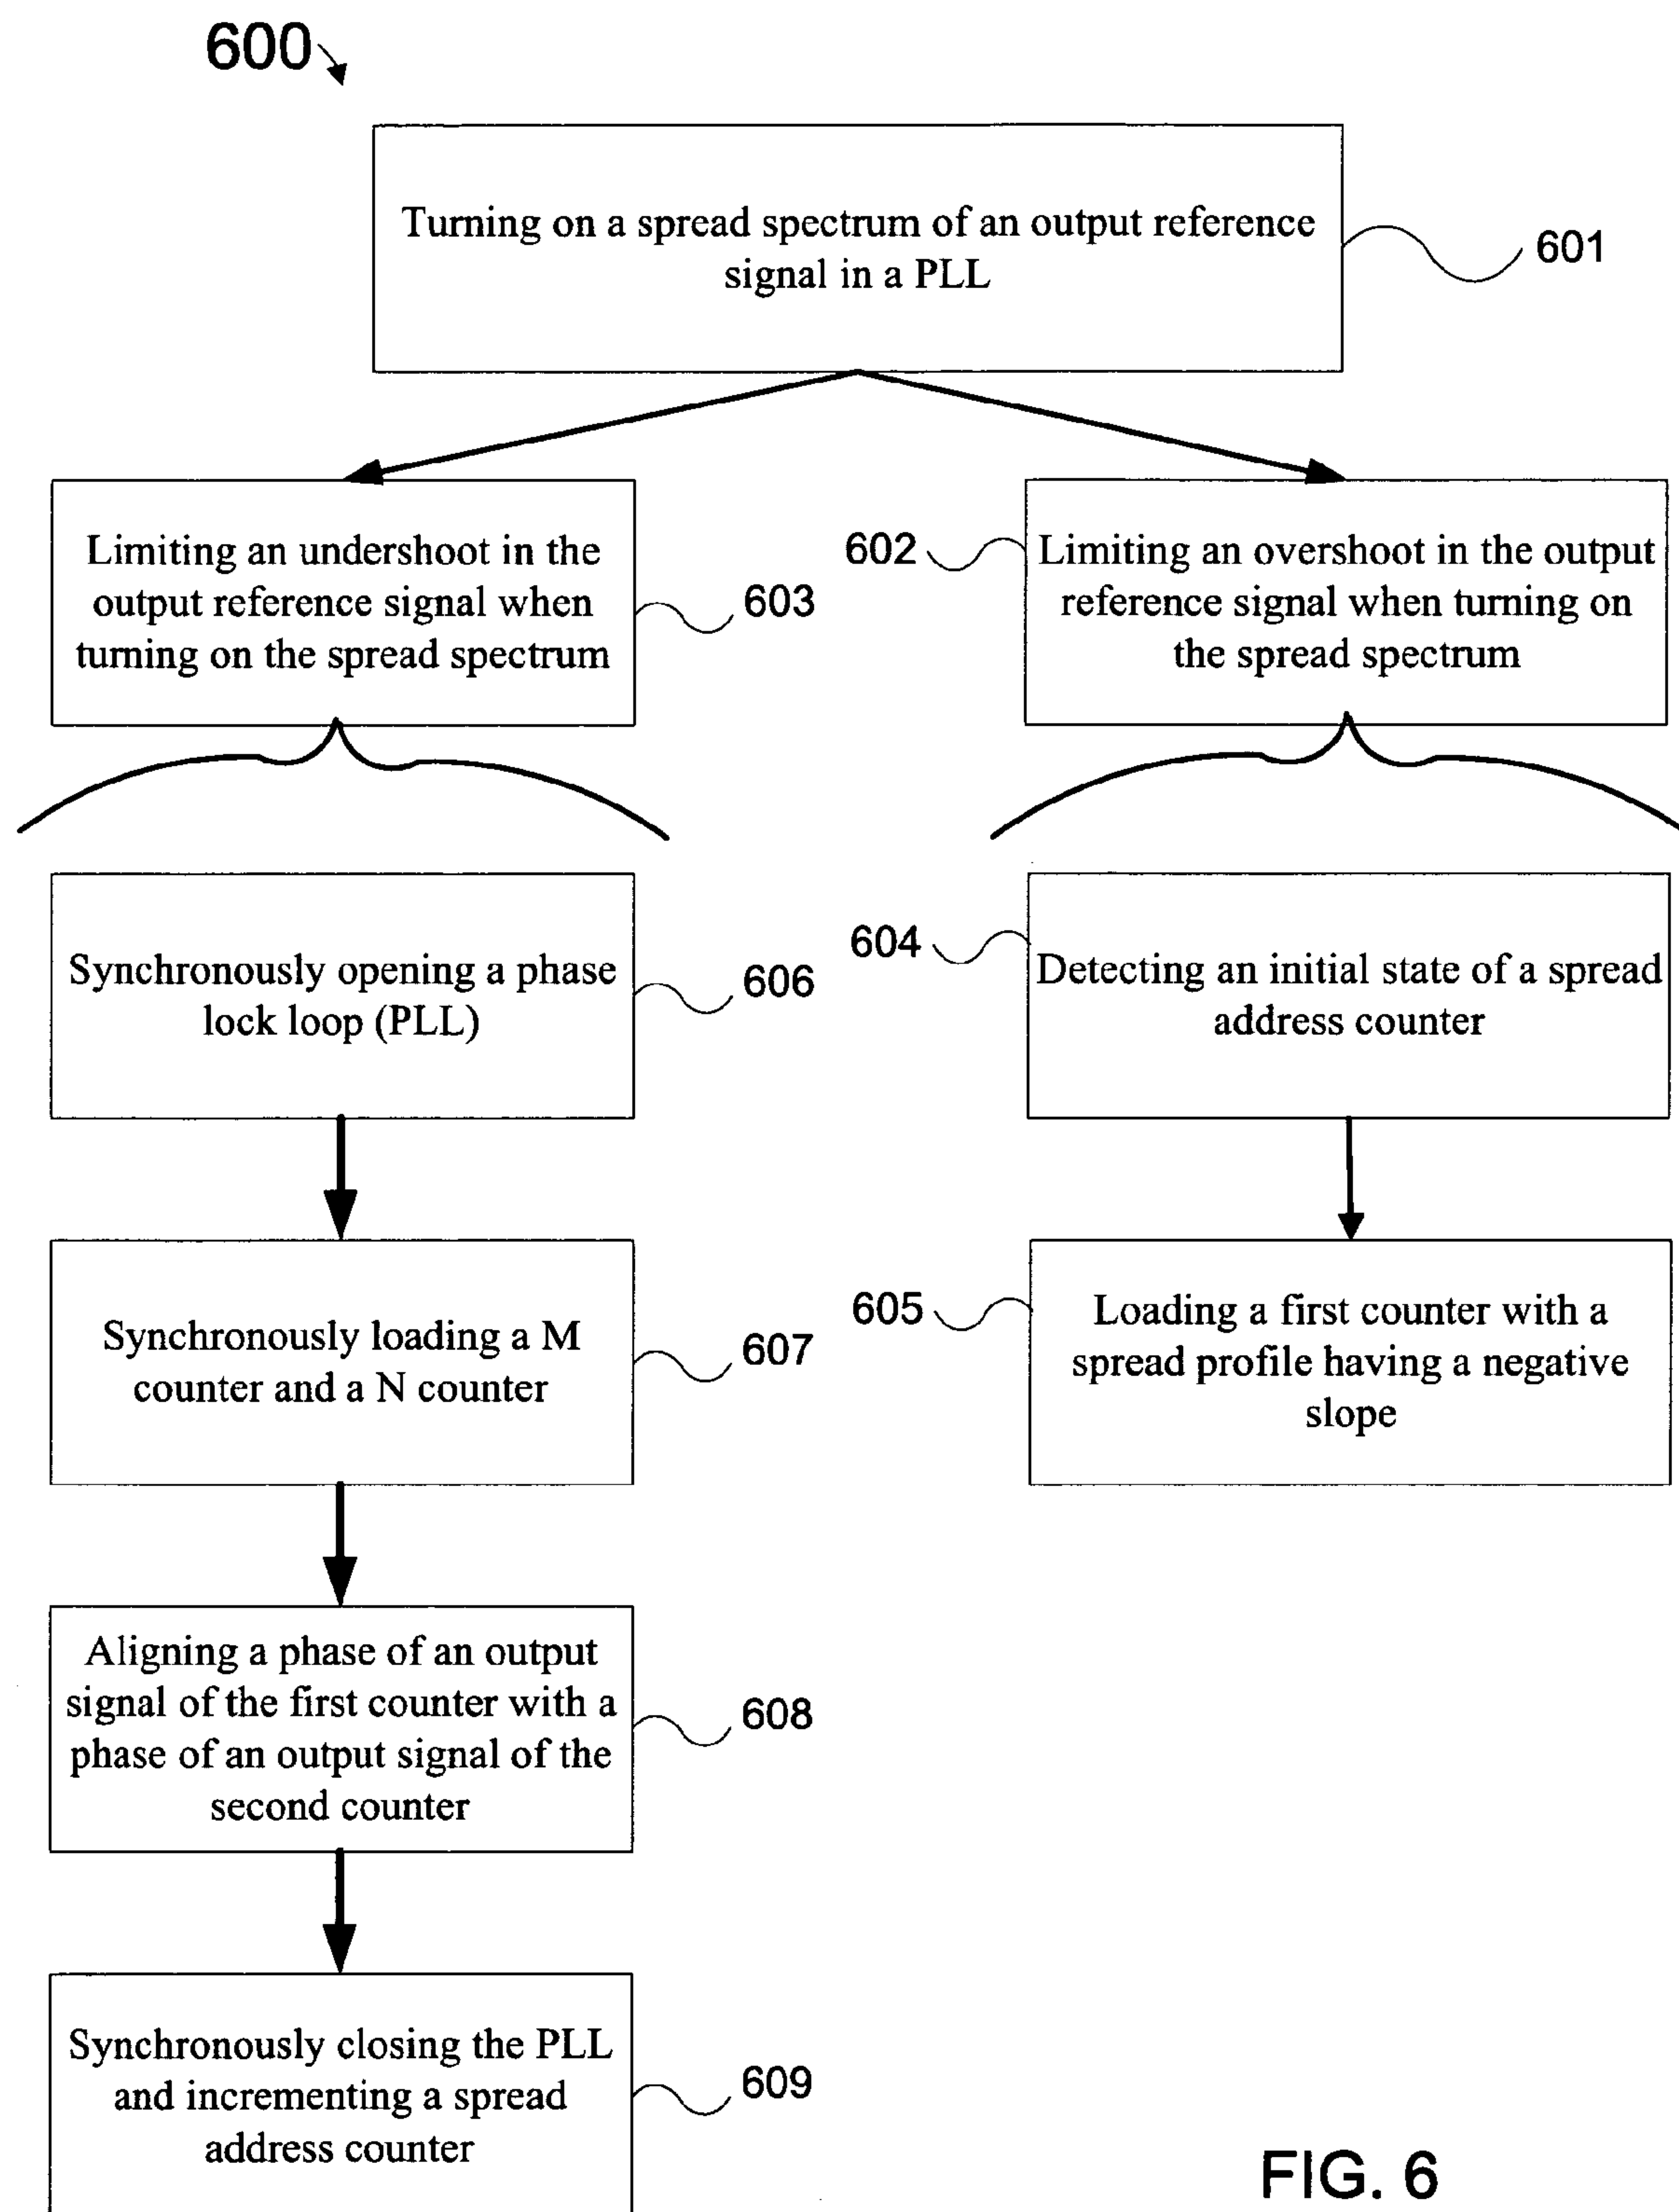 600
Turning on a spread spectrum of an output reference
signal in a PLL
601
Limiting an undershoot in the
output reference signal when
turning on the spread spectrum
603
602
Limiting an overshoot in the output
reference signal when turning on
the spread spectrum
Synchronously opening a phase
lock loop (PLL)
606
604
Detecting an initial state of a spread
address counter
Synchronously loading a M
counter and a N counter
607
605
Loading a first counter with a
spread profile having a negative
slope
Aligning a phase of an output
signal of the first counter with a
phase of an output signal of the
second counter
608
Synchronously closing the PLL
and incrementing a spread
address counter
609
FIG. 6